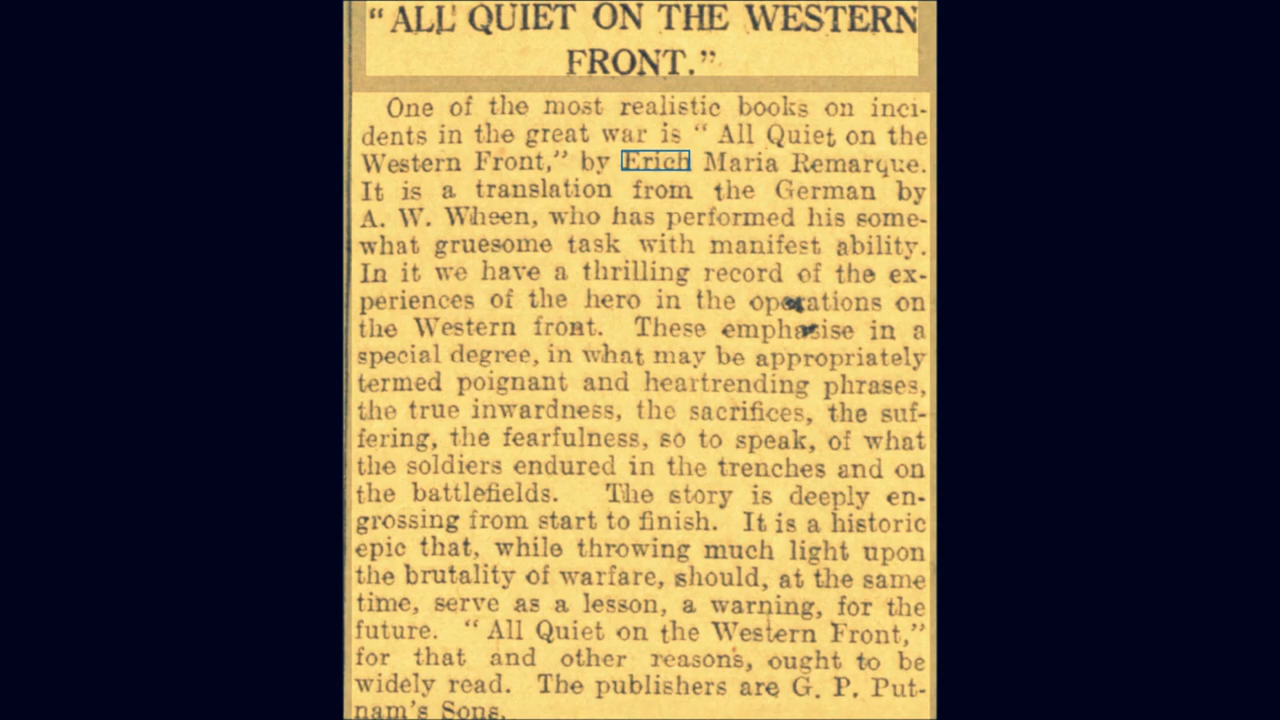 "ALL QUIET ON THE WESTERN
FRONT."
One of the most realistic books on inci-
dents in the great war is " All Quiet on the
Western Front," by Erich Maria Remarque.
It is a translation from the German by
A. W. Wheen, who has performed his some-
what gruesome task with manifest ability.
In it we have a thrilling record of the ex-
periences of the hero in the operations on
the Western front. These emphasise in a
special degree, in what may be appropriately
termed poignant and heartrending phrases,
the true inwardness, the sacrifices, the suf-
fering, the fearfulness, so to speak, of what
the soldiers endured in the trenches and on
the battlefields. The story is deeply en-
grossing from start to finish. It is a historic
epic that, while throwing much light upon
the brutality of warfare, should, at the same
time, serve as a lesson, a warning, for the
future. " All Quiet on the Western Front,"
for that and other reasons, ought to be
widely read. The publishers are G. P. Put-
nam's Sons.